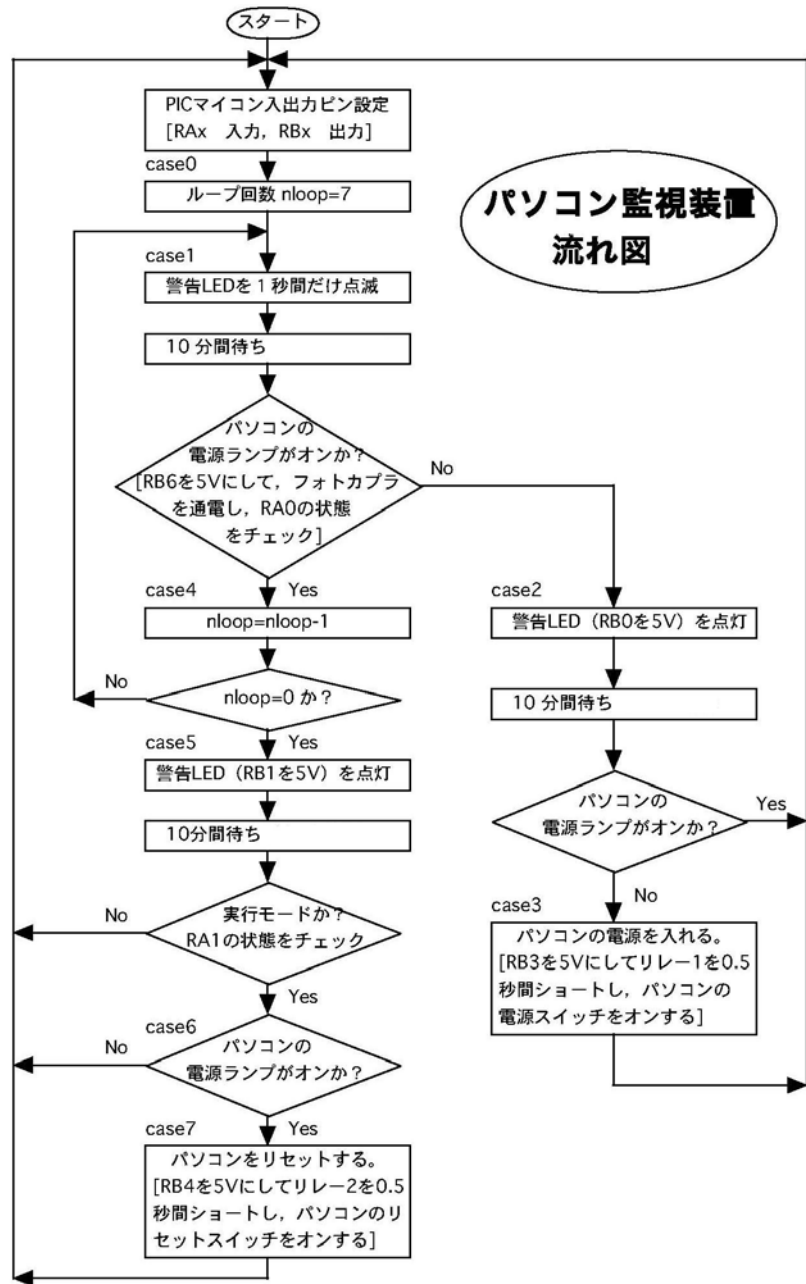 スタート
PICマイコン入出力ピン設定
[RAx 入力，RBx 出力]
case0
ループ回数 nloop=7
パソコン監視装置
流れ図
case1
警告LEDを１秒間だけ点滅
10 分間待ち
パソコンの
電源ランプがオンか？
[RB6を5Vにして，フォトカプラ
を通電し，RA0の状態
をチェック]
No
case4
Yes
nloop=nloop-1
No
nloop=0 か？
case5
Yes
警告LED（RB1を5V）を点灯
10分間待ち
No
実行モードか？
RA1の状態をチェック
Yes
case6
No
パソコンの
電源ランプがオンか？
case7
Yes
パソコンをリセットする。
[RB4を5Vにしてリレー2を0.5
秒間ショートし，パソコンのリ
セットスイッチをオンする]
case2
警告LED（RB0を5V）を点灯
10 分間待ち
パソコンの
電源ランプがオンか？
Yes
No
case3
パソコンの電源を入れる。
[RB3を5Vにしてリレー1を0.5
秒間ショートし，パソコンの
電源スイッチをオンする]